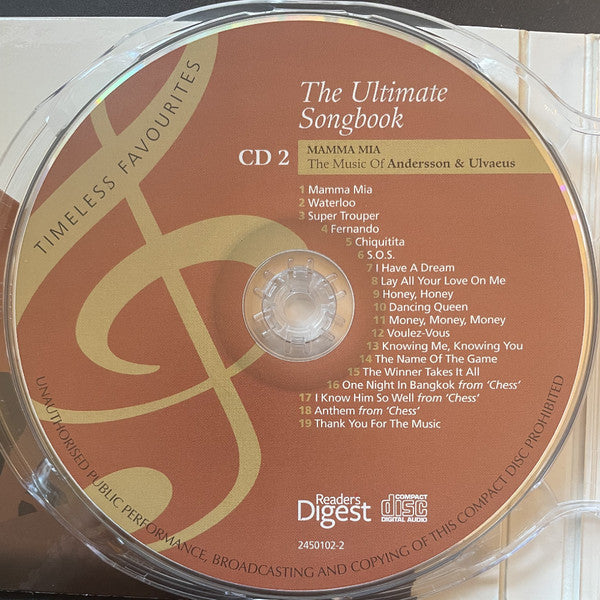 TIMELESS FAVOURITES
The Ultimate
Songbook
CD 2
MAMMA MIA
The Music Of Andersson & Ulvaeus
1 Mamma Mia
2 Waterloo
3 Super Trouper
4 Fernando
5 Chiquitita
6 S.O.S.
7 I Have A Dream
8 Lay All Your Love On Me
9 Honey, Honey
10 Dancing Queen
11 Money, Money, Money
12 Voulez-Vous
13 Knowing Me, Knowing You
14 The Name Of The Game
15 The Winner Takes It All
16 One Night In Bangkok from ‘Chess’
17 I Know Him So Well from ‘Chess’
18 Anthem from ‘Chess’
19 Thank You For The Music
Readers
Digest
COMPACT
disc
DIGITAL AUDIO
2450102-2
UNAUTHORISED PUBLIC PERFORMANCE, BROADCASTING AND COPYING OF THIS COMPACT DISC PROHIBITED